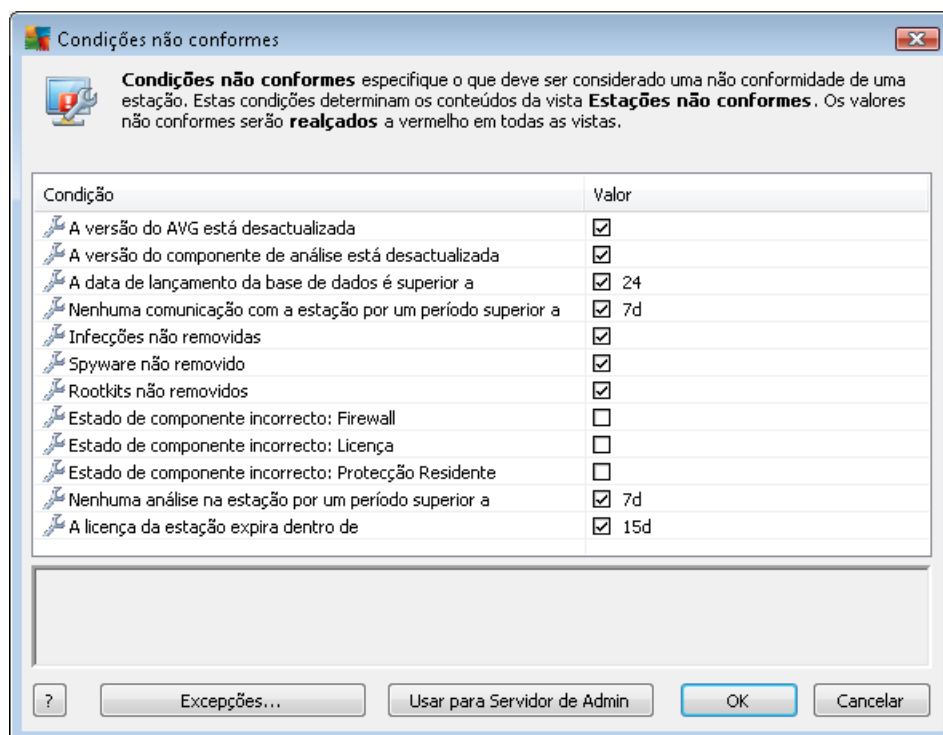 Condições não conformes
Condições não conformes especifique o que deve ser considerado uma não conformidade de uma
estação. Estas condições determinam os conteúdos da vista Estações não conformes. Os valores
não conformes serão realçados a vermelho em todas as vistas.
Condição Valor
A versão do AVG está desactualizada
A versão do componente de análise está desactualizada
A data de lançamento da base de dados é superior a 24
Nenhuma comunicação com a estação por um período superior a 7d
Infecções não removidas
Spyware não removido
Rootkits não removidos
Estado de componente incorrecto: Firewall
Estado de componente incorrecto: Licença
Estado de componente incorrecto: Protecção Residente
Nenhuma análise na estação por um período superior a 7d
A licença da estação expira dentro de 15d
? Excepções... Usar para Servidor de Admin OK Cancelar